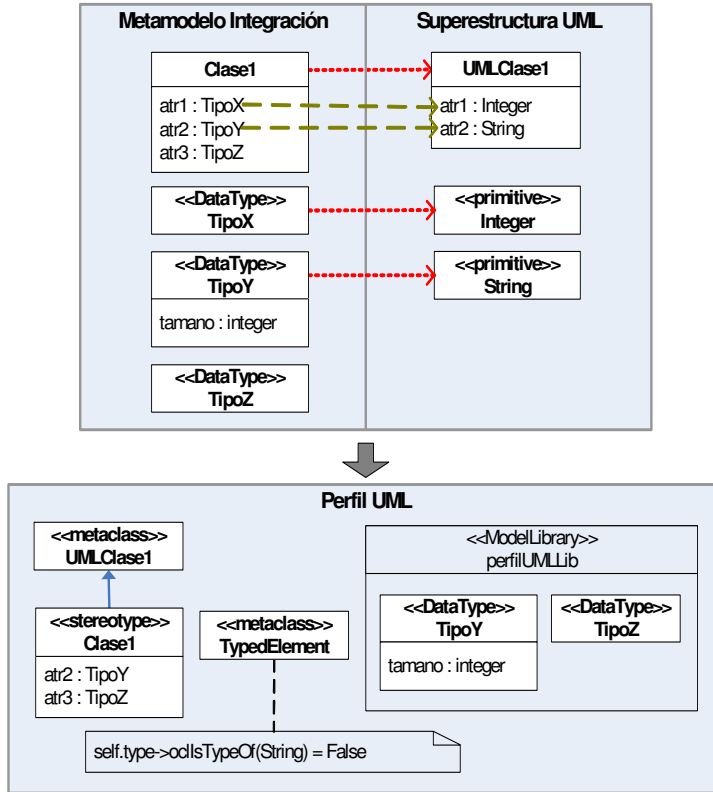 Metamodelo Integración
Superestructura UML
Clase1
atr1 : TipoX
atr2 : TipoY
atr3 : TipoZ
UMLClase1
atr1 : Integer
atr2 : String
<<DataType>>
TipoX
<<primitive>>
Integer
<<DataType>>
TipoY
tamano : integer
<<primitive>>
String
<<DataType>>
TipoZ
Perfil UML
<<metaclass>>
UMLClase1
<<stereotype>>
Clase1
atr2 : TipoY
atr3 : TipoZ
<<metaclass>>
TypedElement
<<ModelLibrary>>
perfilUMLLib
<<DataType>>
TipoY
tamano : integer
<<DataType>>
TipoZ
self.type->oclIsTypeOf(String) = False